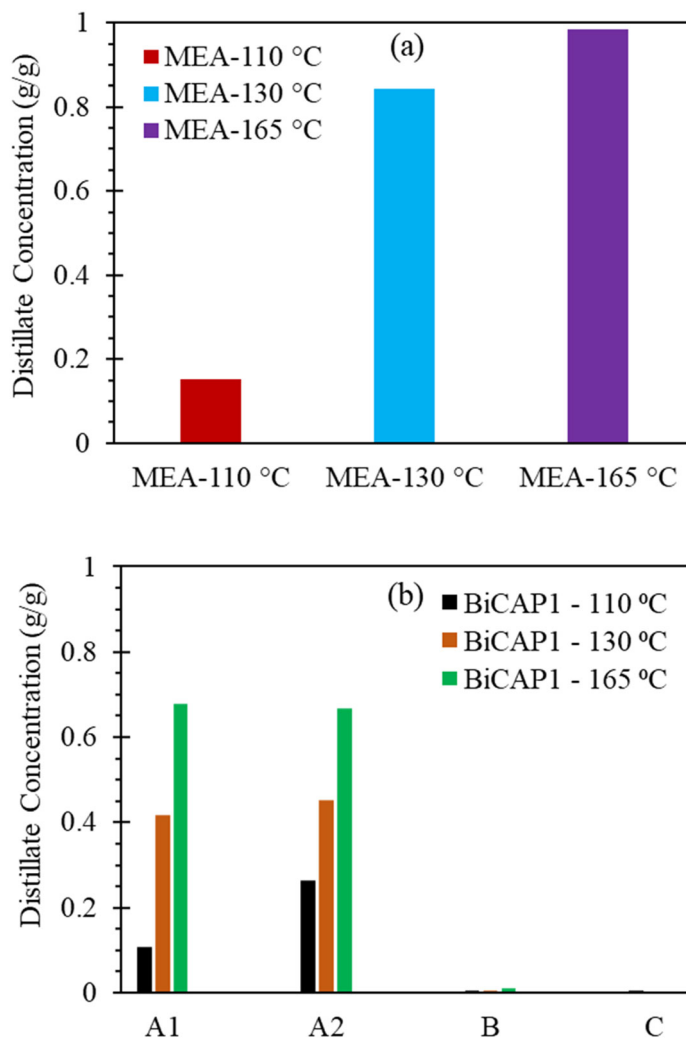 Distillate Concentration (g/g)
1
0.8
0.6
0.4
0.2
0
(a)
MEA-110 °C
MEA-130 °C
MEA-165 °C
MEA-110 °C MEA-130 °C MEA-165 °C
Distillate Concentration (g/g)
1
0.8
0.6
0.4
0.2
0
(b)
BiCAP1 - 110 ºC
BiCAP1 - 130 ºC
BiCAP1 - 165 ºC
A1 A2 B C